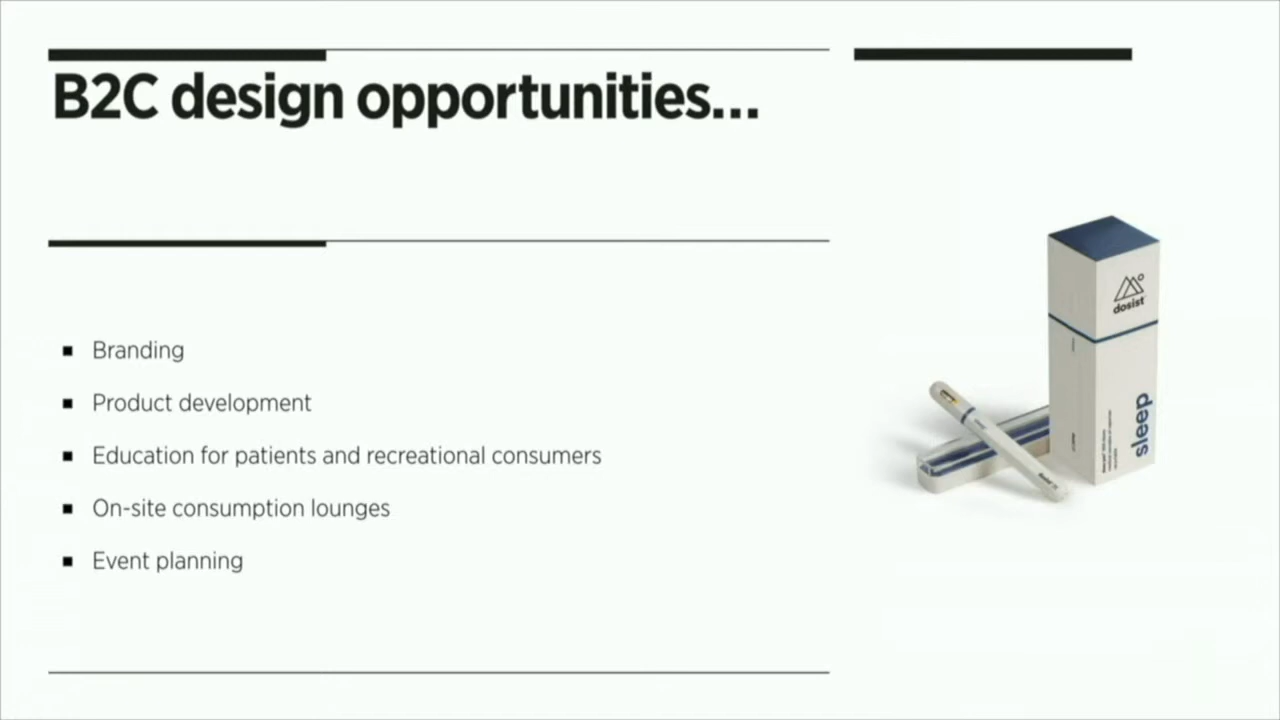 B2C design opportunities...
Branding
Product development
Education for patients and recreational consumers
On-site consumption lounges
Event planning
dosist
sleep